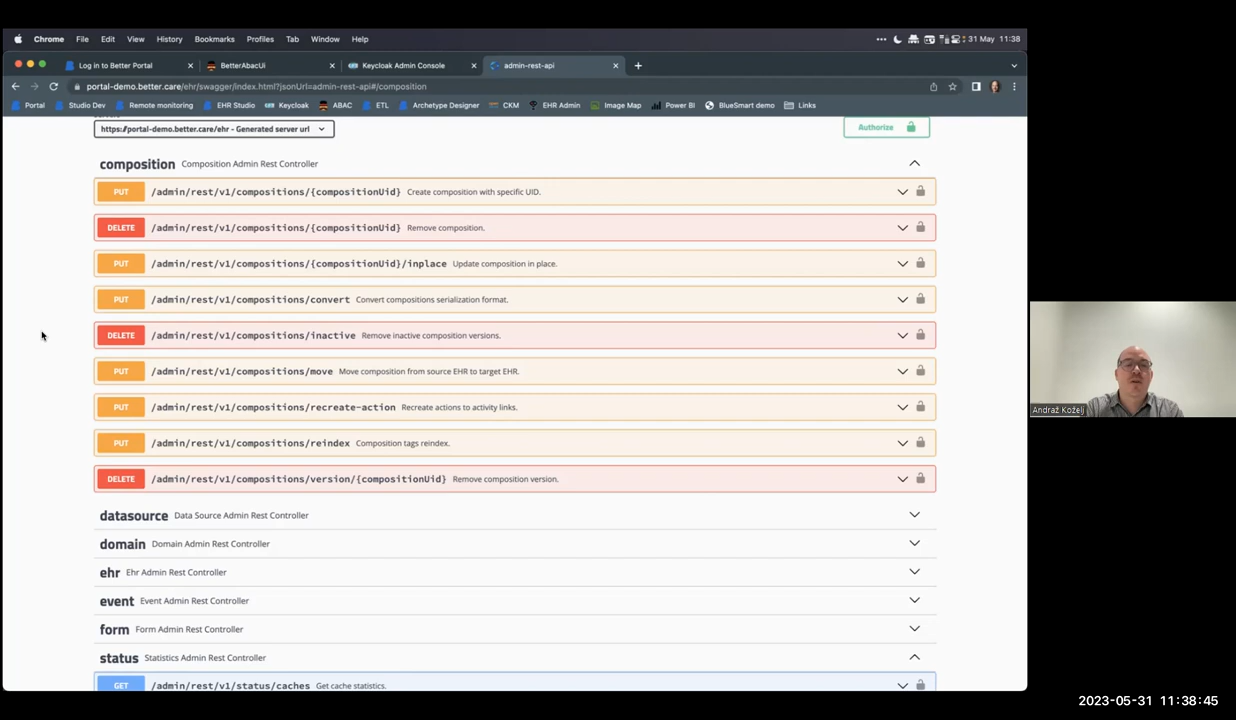 Chrome File Edit View History Bookmarks Profiles Tab Window Help
31 May 11:38
Log in to Better Portal
BetterAbacUi
Keycloak Admin Console
admin-rest-api
portal-demo.better.care/ehr/swagger/index.html?jsonUrl=admin-rest-api#/composition
Portal Studio Dev Remote monitoring EHR Studio Keycloak ABAC ETL Archetype Designer CKM EHR Admin Image Map Power BI BlueSmart demo Links
https://portal-demo.better.care/ehr - Generated server url
Authorize
composition Composition Admin Rest Controller
PUT /admin/rest/v1/compositions/{compositionUid} Create composition with specific UID.
DELETE /admin/rest/v1/compositions/{compositionUid} Remove composition.
PUT /admin/rest/v1/compositions/{compositionUid}/inplace Update composition in place.
PUT /admin/rest/v1/compositions/convert Convert compositions serialization format.
DELETE /admin/rest/v1/compositions/inactive Remove inactive composition versions.
PUT /admin/rest/v1/compositions/move Move composition from source EHR to target EHR.
PUT /admin/rest/v1/compositions/recreate-action Recreate actions to activity links.
PUT /admin/rest/v1/compositions/reindex Composition tags reindex.
DELETE /admin/rest/v1/compositions/version/{compositionUid} Remove composition version.
datasource Data Source Admin Rest Controller
domain Domain Admin Rest Controller
ehr Ehr Admin Rest Controller
event Event Admin Rest Controller
form Form Admin Rest Controller
status Statistics Admin Rest Controller
GET /admin/rest/v1/status/caches Get cache statistics.
Andraž Koželj
2023-05-31 11:38:45